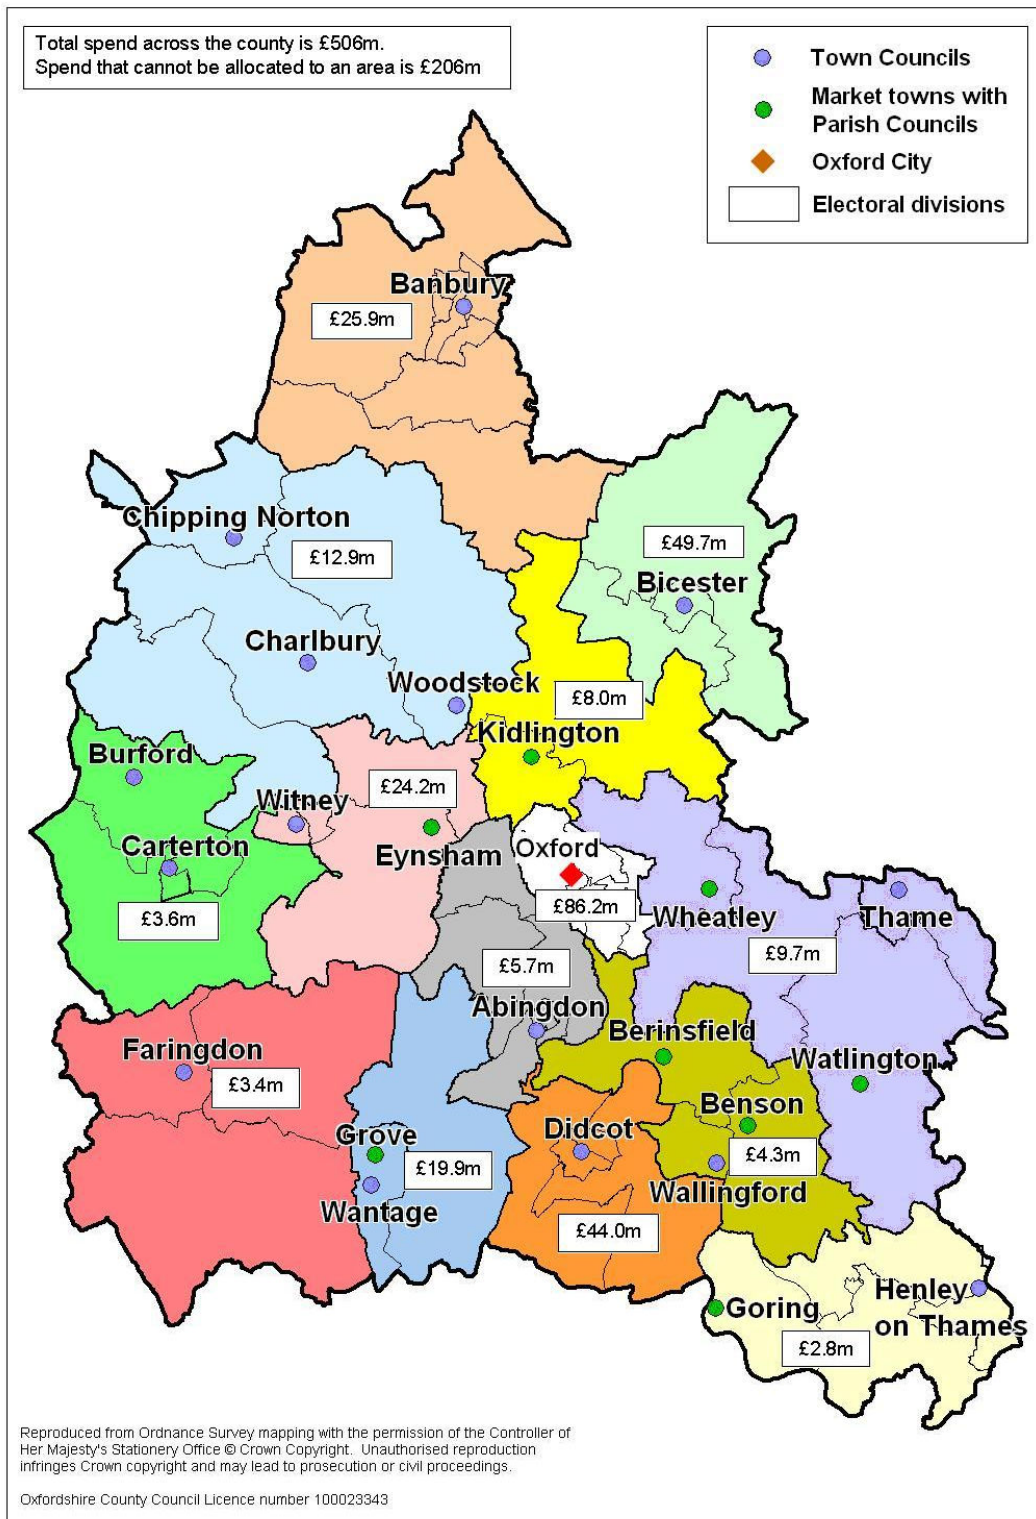 Total spend across the county is £506m.
Spend that cannot be allocated to an area is £206m
Town Councils
Market towns with
Parish Councils
Oxford City
Electoral divisions
Banbury
£25.9m
Chipping Norton
£12.9m
£49.7m
Bicester
Charlbury
Woodstock
£8.0m
Kidlington
Burford
£24.2m
Witney
Carterton
Eynsham
Oxford
£3.6m
£86.2m
Wheatley
Thame
£9.7m
£5.7m
Abingdon
Berinsfield
Faringdon
£3.4m
Watlington
Benson
Grove
Didcot
£19.9m
£4.3m
Wantage
Wallingford
£44.0m
Goring
Henley
on Thames
£2.8m
Reproduced from Ordnance Survey mapping with the permission of the Controller of
Her Majesty's Stationery Office © Crown Copyright. Unauthorised reproduction
infringes Crown copyright and may lead to prosecution or civil proceedings.
Oxfordshire County Council Licence number 100023343